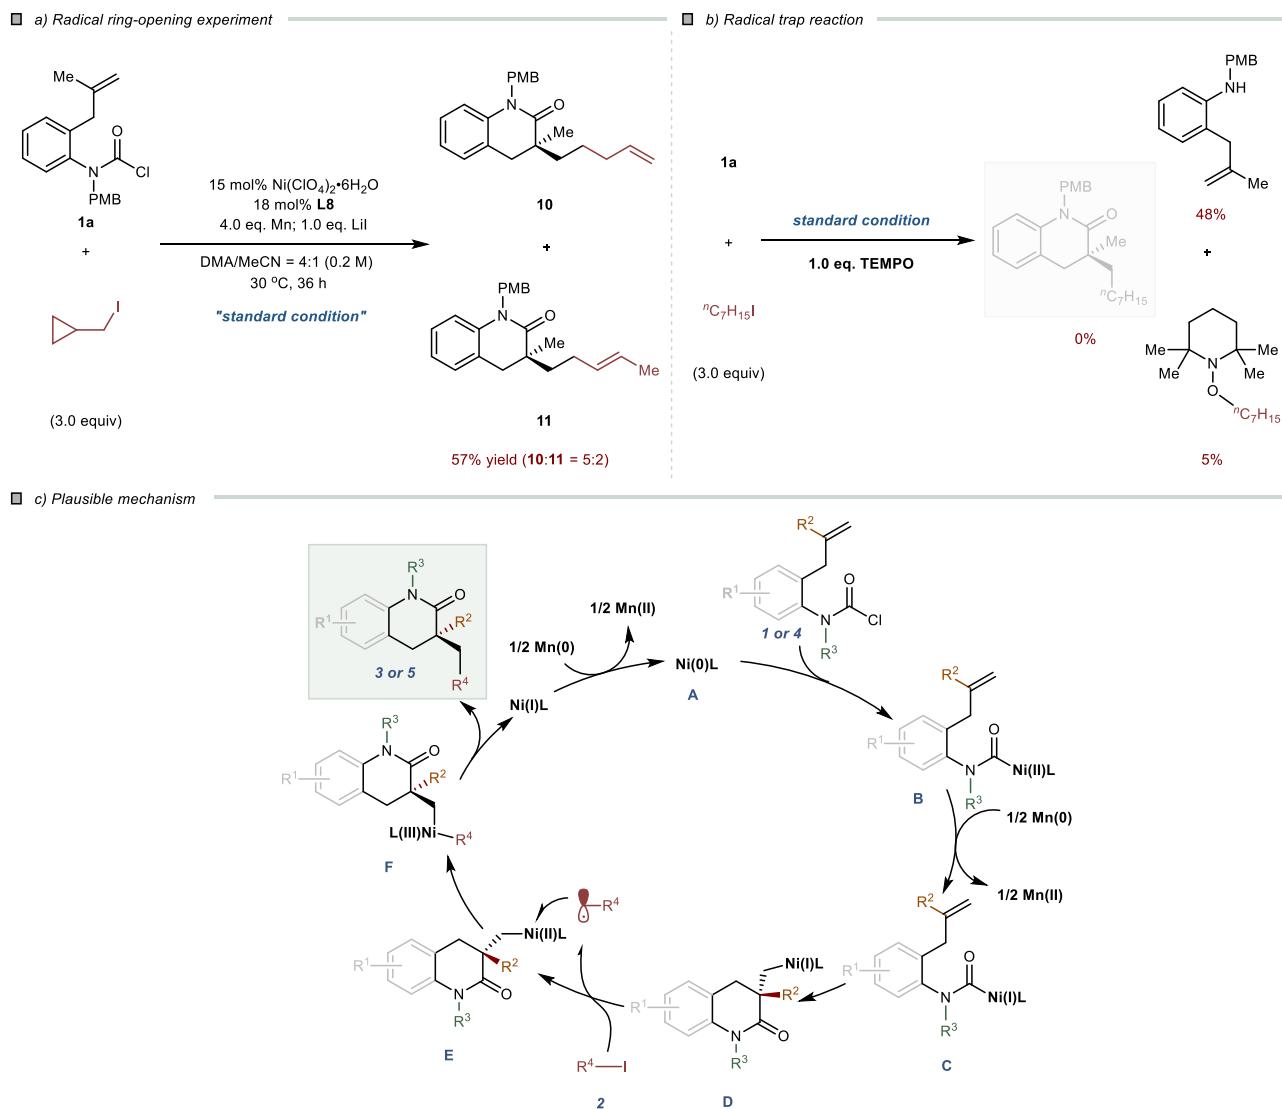 a) Radical ring-opening experiment
Me
O
N
Cl
PMB
1a
+
I
(3.0 equiv)
15 mol% Ni(ClO4)2•6H2O
18 mol% L8
4.0 eq. Mn; 1.0 eq. LiI
DMA/MeCN = 4:1 (0.2 M)
30 °C, 36 h
"standard condition"
PMB
N
O
Me
10
+
PMB
N
O
Me
Me
11
57% yield (10:11 = 5:2)
b) Radical trap reaction
1a
+
nC7H15I
(3.0 equiv)
standard condition
1.0 eq. TEMPO
PMB
N
O
Me
nC7H15
0%
PMB
NH
Me
48%
+
Me
Me
N
Me
Me
O
nC7H15
5%
c) Plausible mechanism
R3
N
O
R1
R2
3 or 5
R4
1/2 Mn(II)
1/2 Mn(0)
Ni(I)L
Ni(0)L
A
R2
R1
O
N
Cl
R3
1 or 4
R2
R1
O
N
Ni(II)L
R3
B
1/2 Mn(0)
1/2 Mn(II)
R2
R1
O
N
Ni(I)L
R3
C
Ni(I)L
R1
R2
N
O
R3
D
R4
R4
I
2
Ni(II)L
R1
R2
N
O
R3
E
R3
N
O
R1
R2
L(III)Ni
R4
F